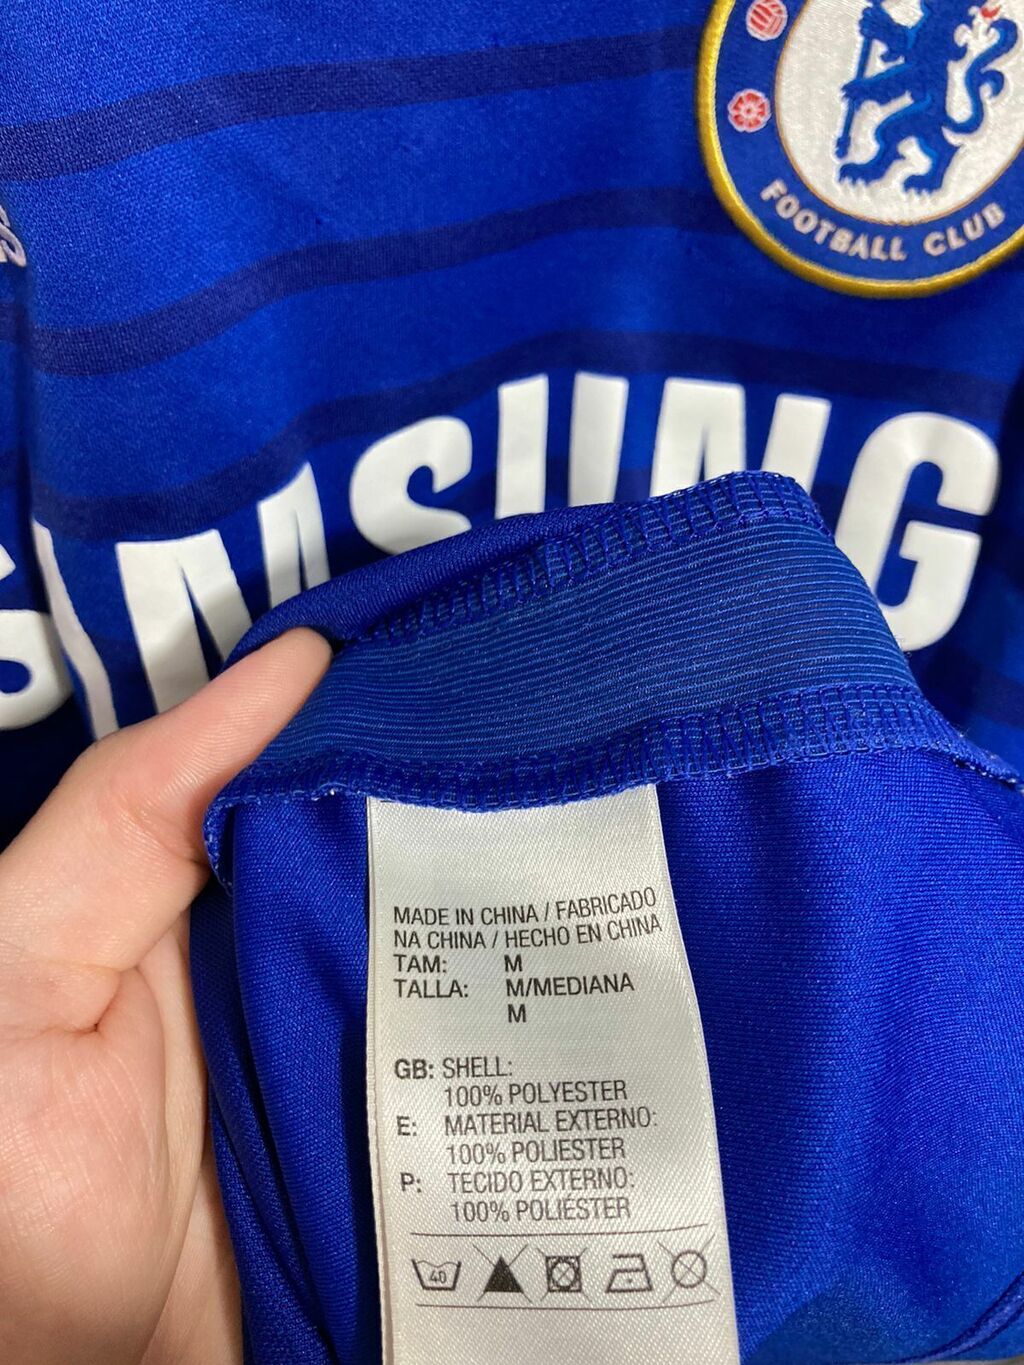 FOOTBALL CLUB
MSUNG
MADE IN CHINA / FABRICADO
NA CHINA / HECHO EN CHINA
TAM: M
TALLA: M/MEDIANA
M
GB: SHELL:
100% POLYESTER
E: MATERIAL EXTERNO:
100% POLIESTER
P: TECIDO EXTERNO:
100% POLIÉSTER
40